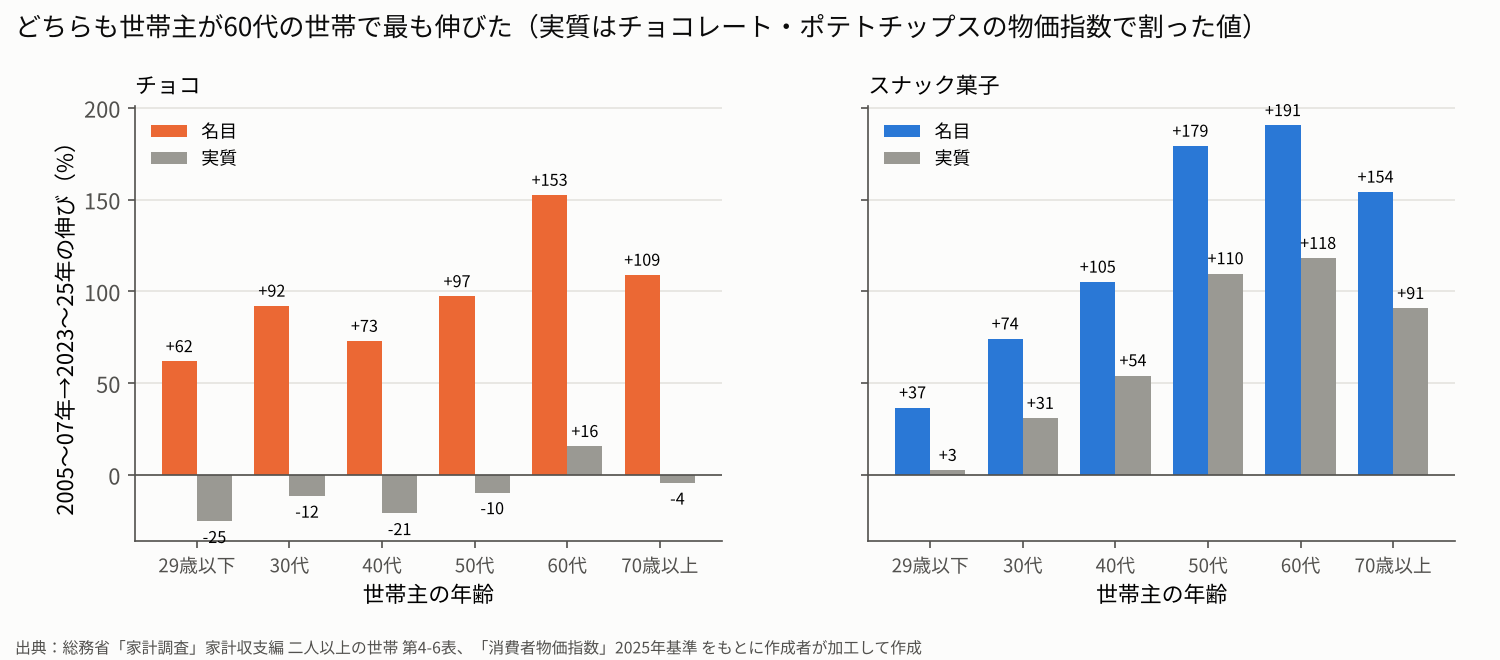 どちらも世帯主が60代の世帯で最も伸びた（実質はチョコレート・ポテトチップスの物価指数で割った値）
チョコ
2005〜07年→2023〜25年の伸び（%）
200
150
100
50
0
名目
実質
+62
-25
+92
-12
+73
-21
+97
-10
+153
+16
+109
-4
29歳以下
30代
40代
50代
60代
70歳以上
世帯主の年齢
スナック菓子
名目
実質
+37
+3
+74
+31
+105
+54
+179
+110
+191
+118
+154
+91
29歳以下
30代
40代
50代
60代
70歳以上
世帯主の年齢
出典：総務省「家計調査」家計収支編 二人以上の世帯 第4-6表、「消費者物価指数」2025年基準 をもとに作成者が加工して作成